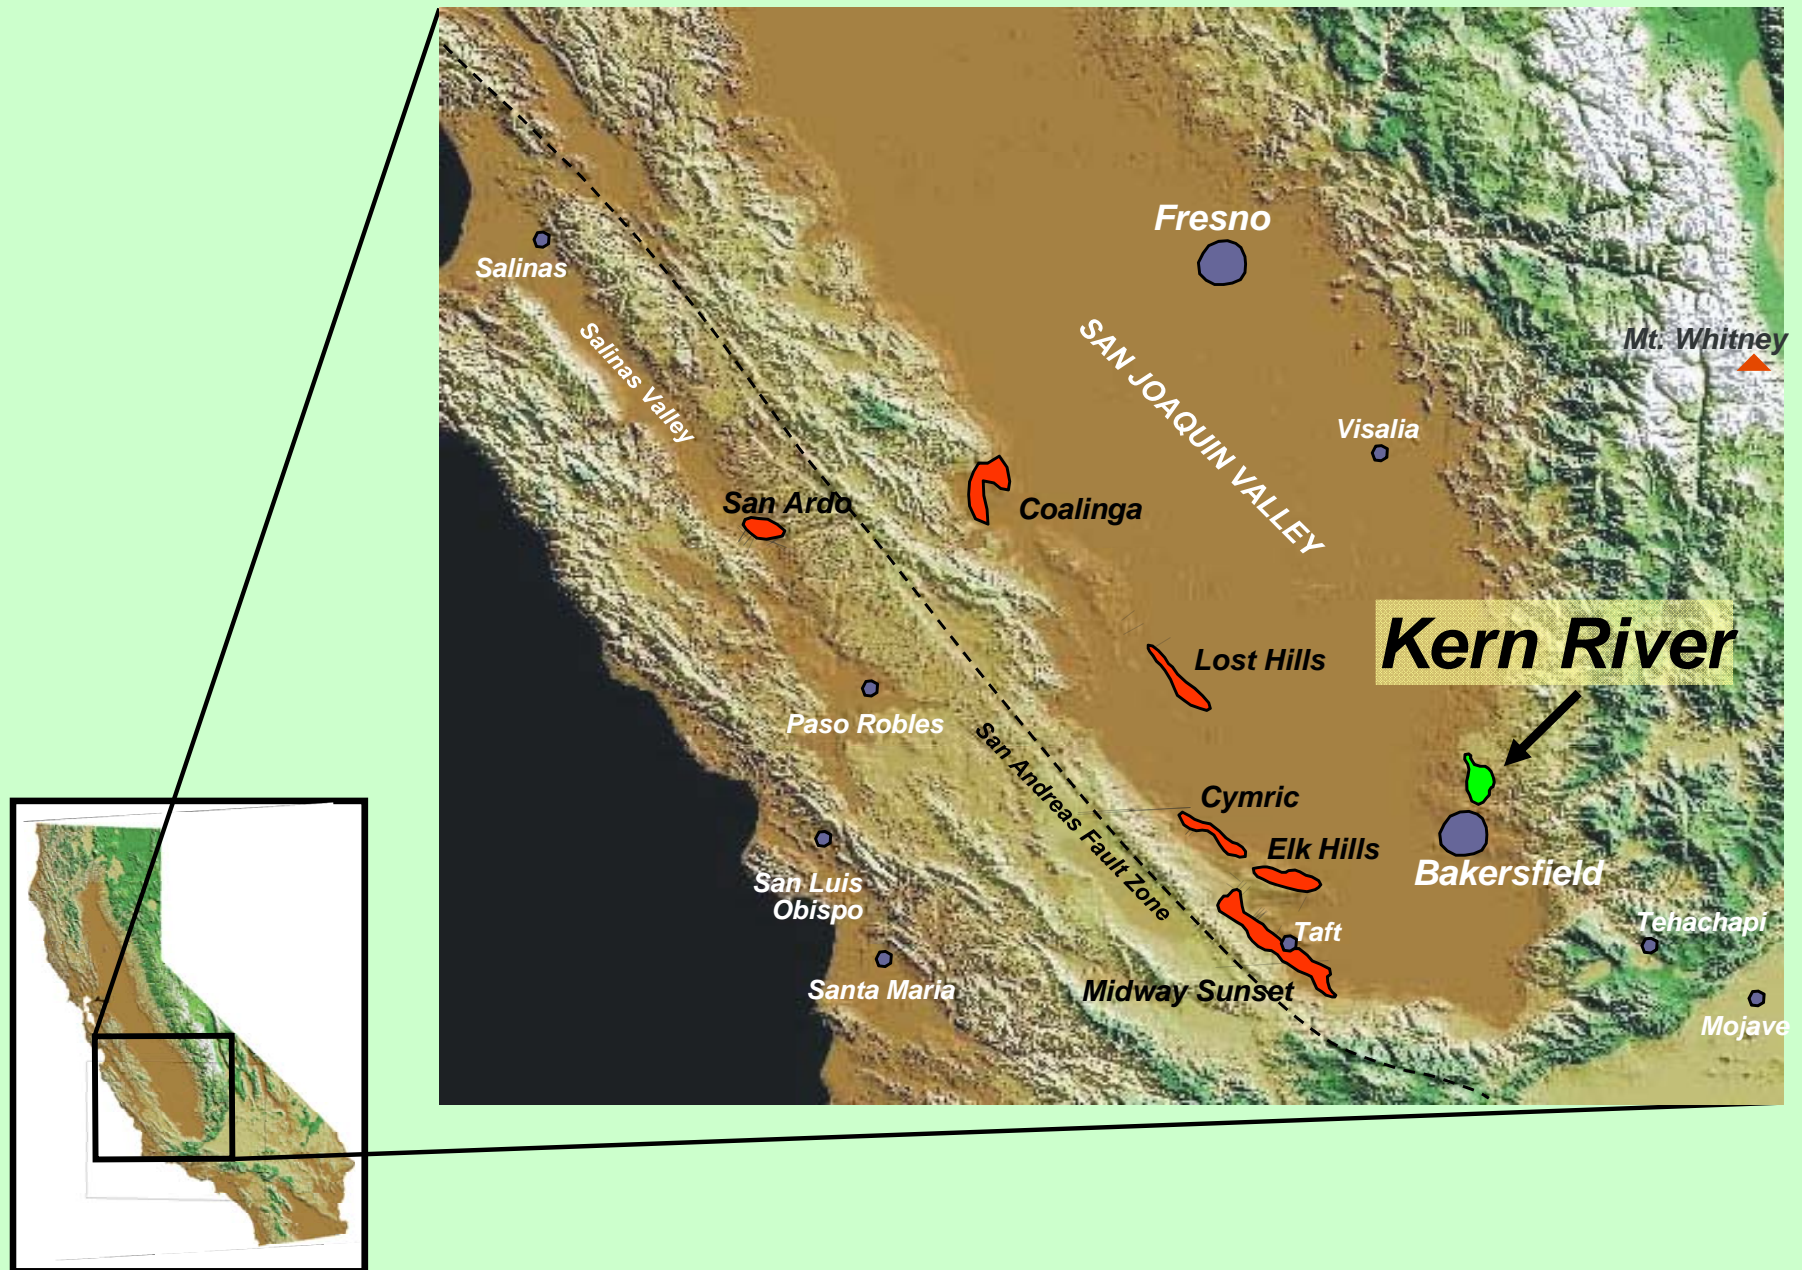 Fresno
Salinas
Salinas Valley
SAN JOAQUIN VALLEY
Mt. Whitney
Visalia
San Ardo
Coalinga
Kern River
Lost Hills
Paso Robles
San Andreas Fault Zone
Cymric
Elk Hills
Bakersfield
San Luis
Obispo
Taft
Tehachapi
Santa Maria
Midway Sunset
Mojave